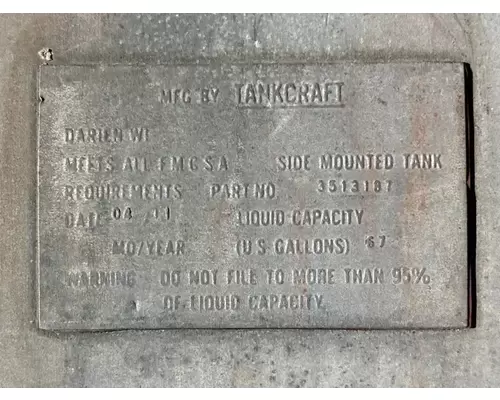 MFG BY TANKCRAFT
DARIEN WI
MEETS ALL F M C S A SIDE MOUNTED TANK
REQUIREMENTS PART NO 3513187
DATE 04 11 LIQUID CAPACITY
MO/YEAR (U S GALLONS) 67
WARNING DO NOT FILE TO MORE THAN 95%
OF LIQUID CAPACITY